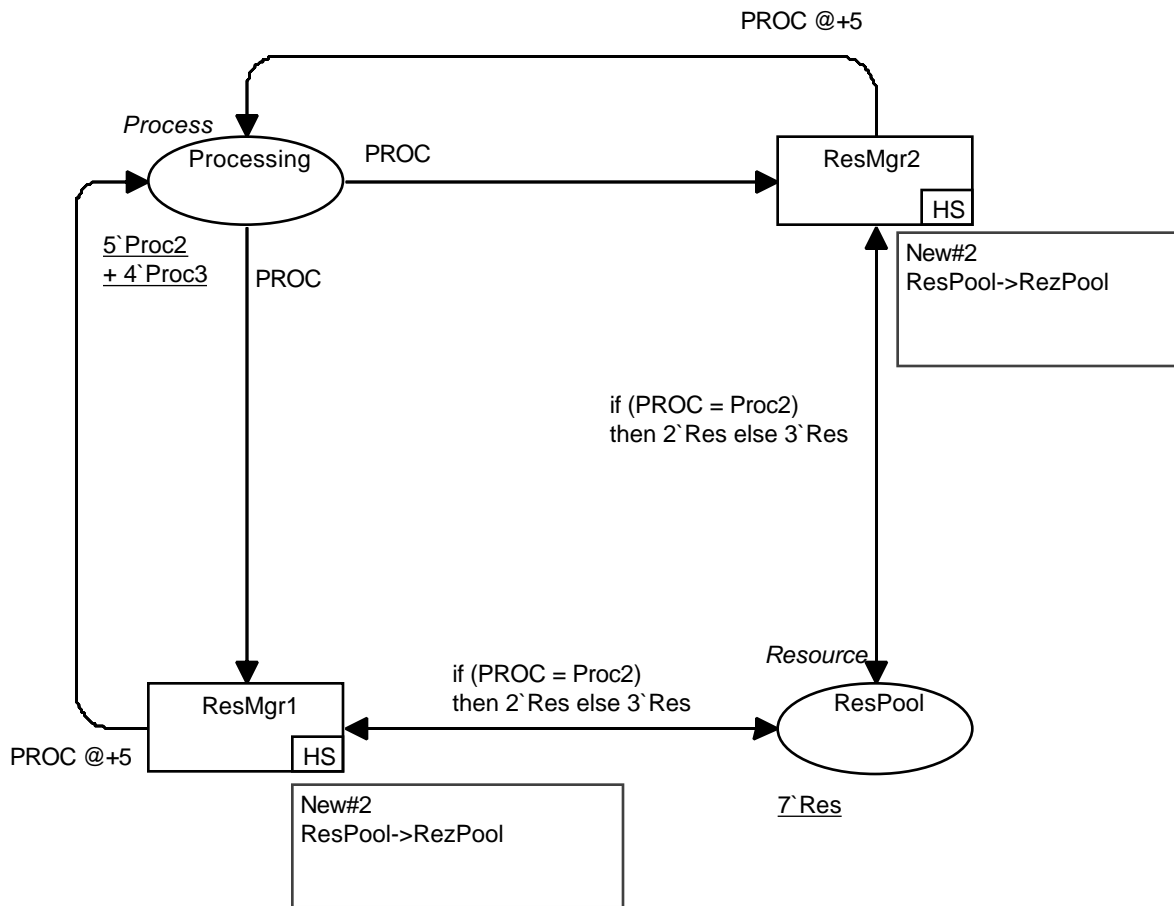 PROC @+5
Process
Processing
PROC
ResMgr2
HS
5`Proc2
+ 4`Proc3
PROC
New#2
ResPool->RezPool
if (PROC = Proc2)
then 2`Res else 3`Res
Resource
if (PROC = Proc2)
then 2`Res else 3`Res
ResMgr1
ResPool
PROC @+5
HS
7`Res
New#2
ResPool->RezPool